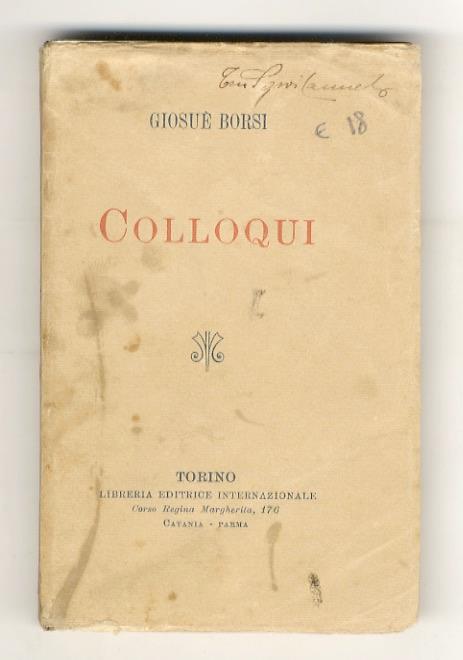 GIOSUÈ BORSI
€ 18
COLLOQUI
TORINO
LIBRERIA EDITRICE INTERNAZIONALE
Corso Regina Margherita, 176
CATANIA - PARMA